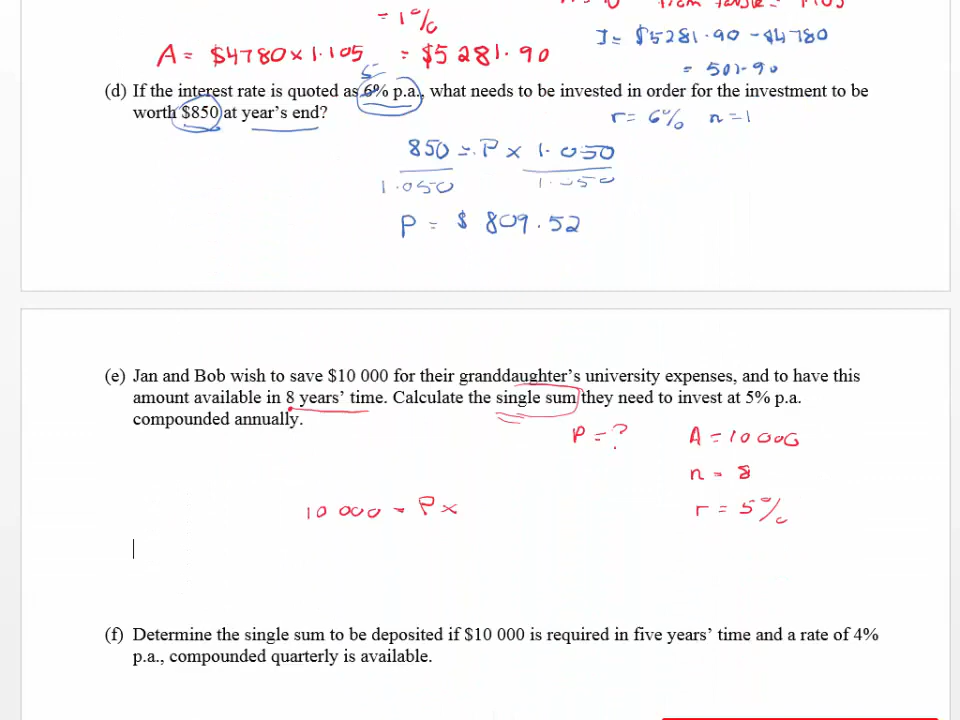 = 1%
A = $4780 × 1.105 = $5281.90
I = $5281.90 - $4780
= 501.90
5
(d) If the interest rate is quoted as 6% p.a., what needs to be invested in order for the investment to be
worth $850 at year's end?
r = 6% n = 1
850 = P × 1.050
1.050 1.050
P = $ 809.52
(e) Jan and Bob wish to save $10 000 for their granddaughter's university expenses, and to have this
amount available in 8 years' time. Calculate the single sum they need to invest at 5% p.a.
compounded annually.
P = ? A = 10 000
n = 8
10 000 = P × r = 5%
(f) Determine the single sum to be deposited if $10 000 is required in five years' time and a rate of 4%
p.a., compounded quarterly is available.